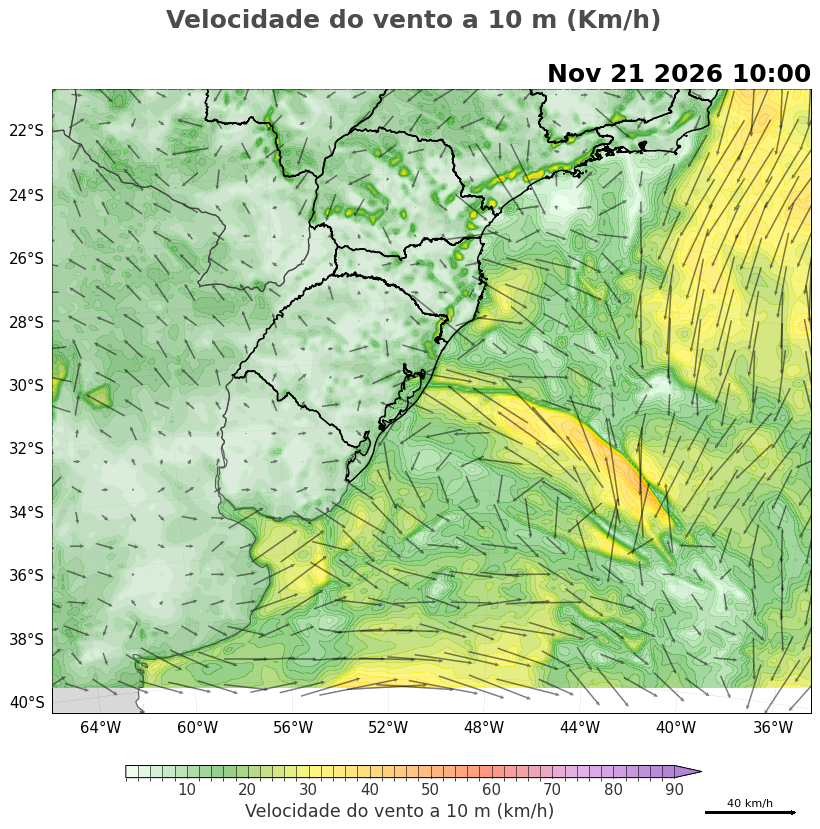 Velocidade do vento a 10 m (Km/h)
Nov 21 2026 10:00
22°S
24°S
26°S
28°S
30°S
32°S
34°S
36°S
38°S
40°S
64°W 60°W 56°W 52°W 48°W 44°W 40°W 36°W
10 20 30 40 50 60 70 80 90
Velocidade do vento a 10 m (km/h)
40 km/h